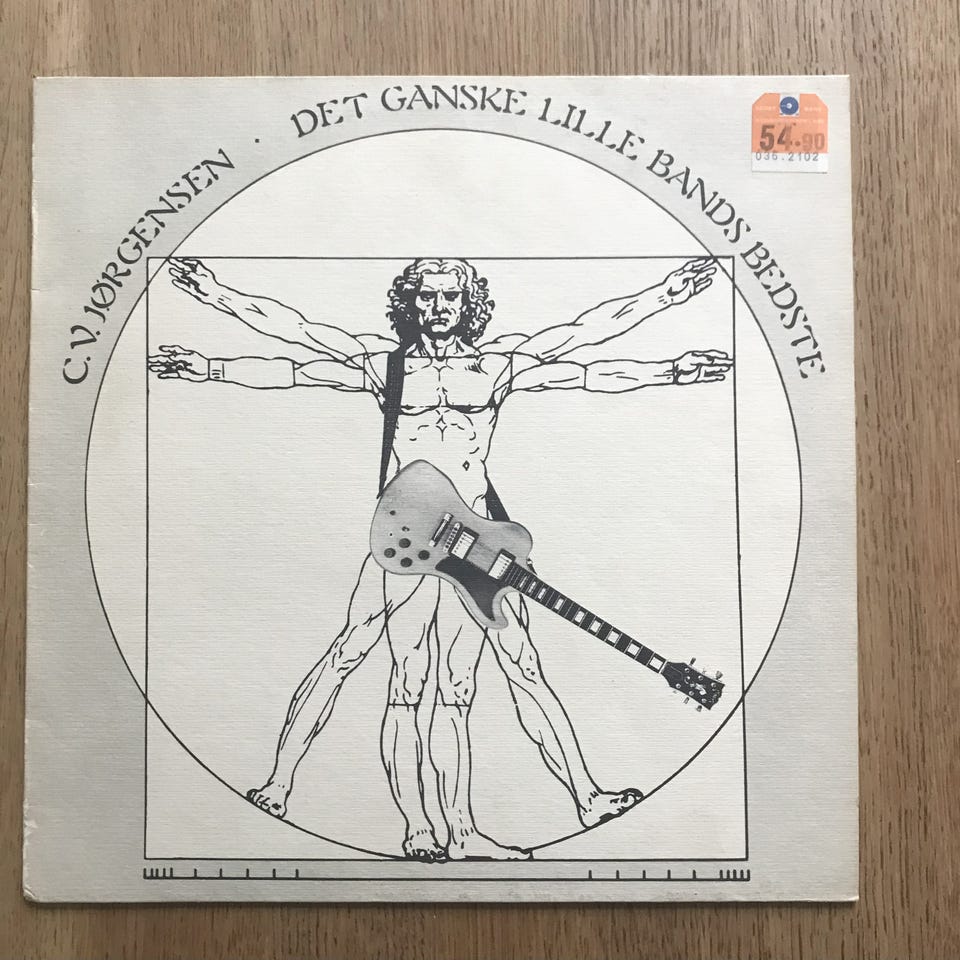 C.V. JØRGENSEN · DET GANSKE LILLE BANDS BEDSTE
54.90
036.2102